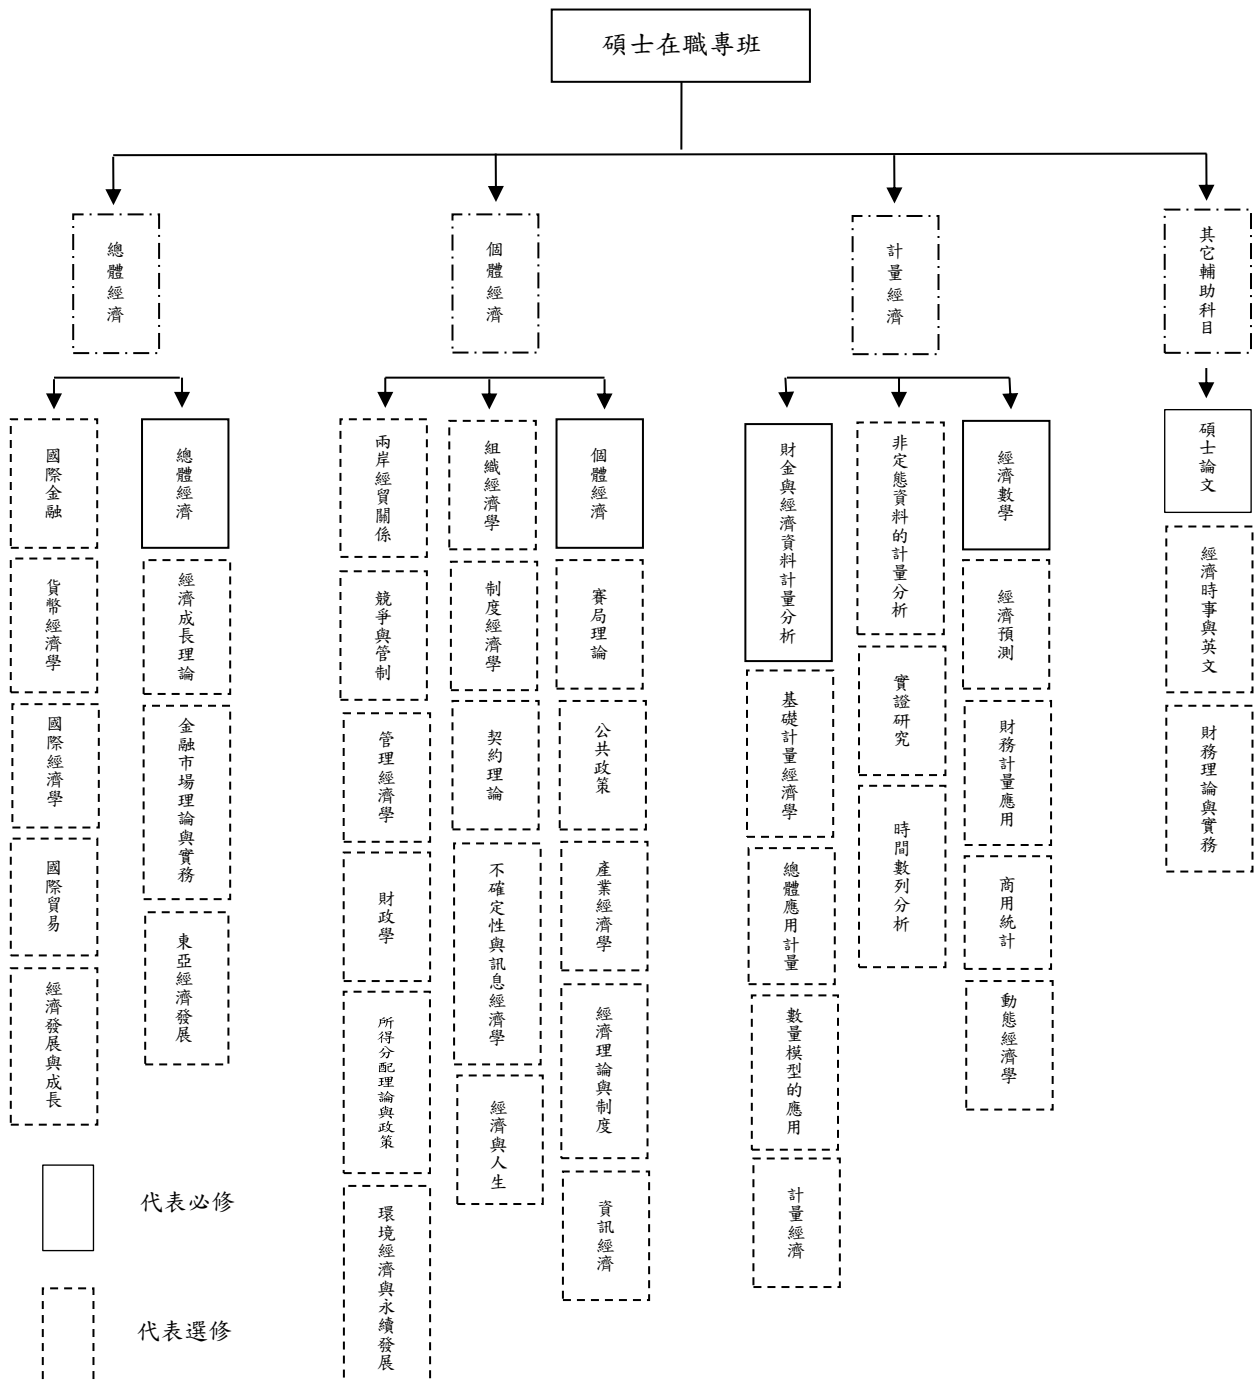 碩士在職專班
總體經濟
個體經濟
計量經濟
其它輔助科目
國際金融
貨幣經濟學
國際經濟學
國際貿易
經濟發展與成長
總體經濟
經濟成長理論
金融市場理論與實務
東亞經濟發展
兩岸經貿關係
競爭與管制
管理經濟學
財政學
所得分配理論與政策
環境經濟與永續發展
組織經濟學
制度經濟學
契約理論
不確定性與訊息經濟學
經濟與人生
個體經濟
賽局理論
公共政策
產業經濟學
經濟理論與制度
資訊經濟
財金與經濟資料計量分析
基礎計量經濟學
總體應用計量
數量模型的應用
計量經濟
非定態資料的計量分析
實證研究
時間數列分析
經濟數學
經濟預測
財務計量應用
商用統計
動態經濟學
碩士論文
經濟時事與英文
財務理論與實務
代表必修
代表選修